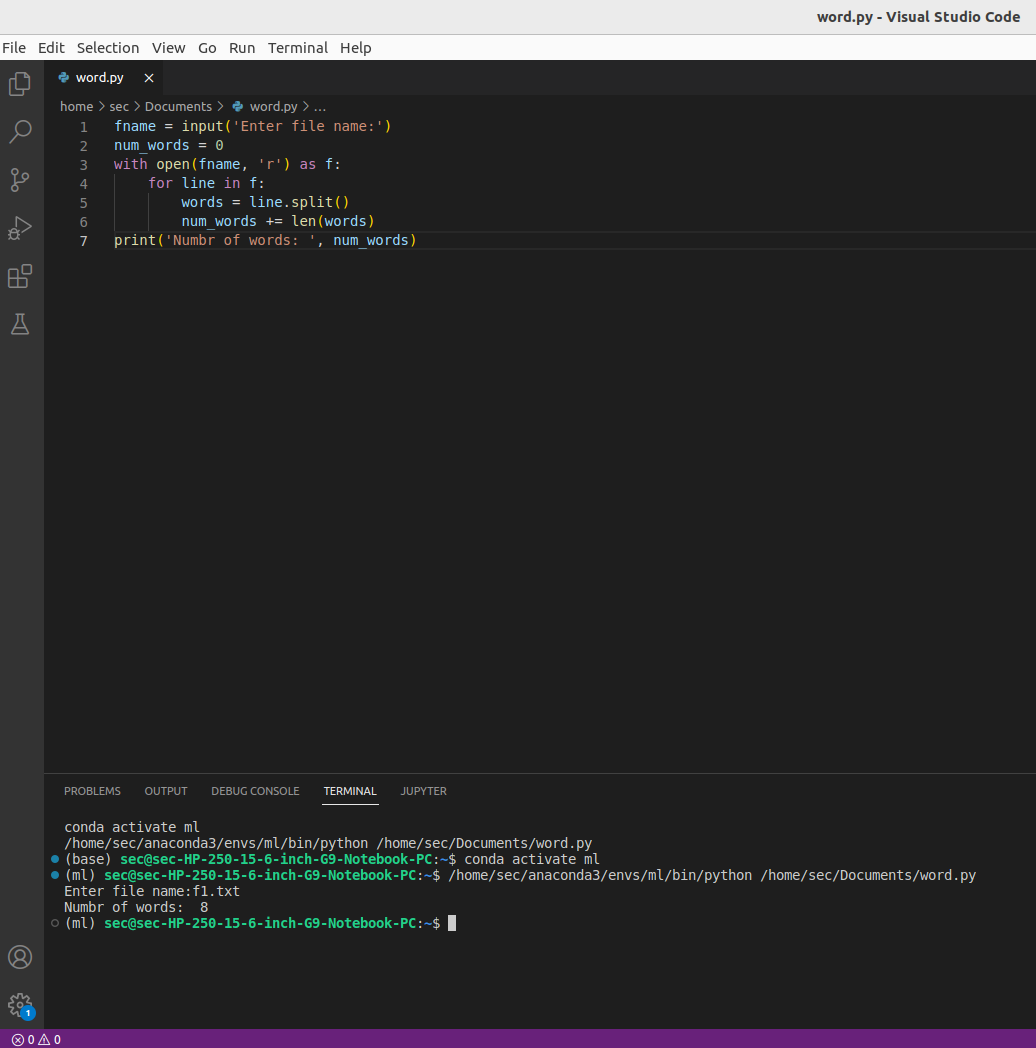 word.py - Visual Studio Code
File Edit Selection View Go Run Terminal Help
word.py
home > sec > Documents > word.py > ...
1 fname = input('Enter file name:')
2 num_words = 0
3 with open(fname, 'r') as f:
4     for line in f:
5         words = line.split()
6         num_words += len(words)
7 print('Numbr of words: ', num_words)
PROBLEMS OUTPUT DEBUG CONSOLE TERMINAL JUPYTER
conda activate ml
/home/sec/anaconda3/envs/ml/bin/python /home/sec/Documents/word.py
(base) sec@sec-HP-250-15-6-inch-G9-Notebook-PC:~$ conda activate ml
(ml) sec@sec-HP-250-15-6-inch-G9-Notebook-PC:~$ /home/sec/anaconda3/envs/ml/bin/python /home/sec/Documents/word.py
Enter file name:f1.txt
Numbr of words:  8
(ml) sec@sec-HP-250-15-6-inch-G9-Notebook-PC:~$
1
0 0